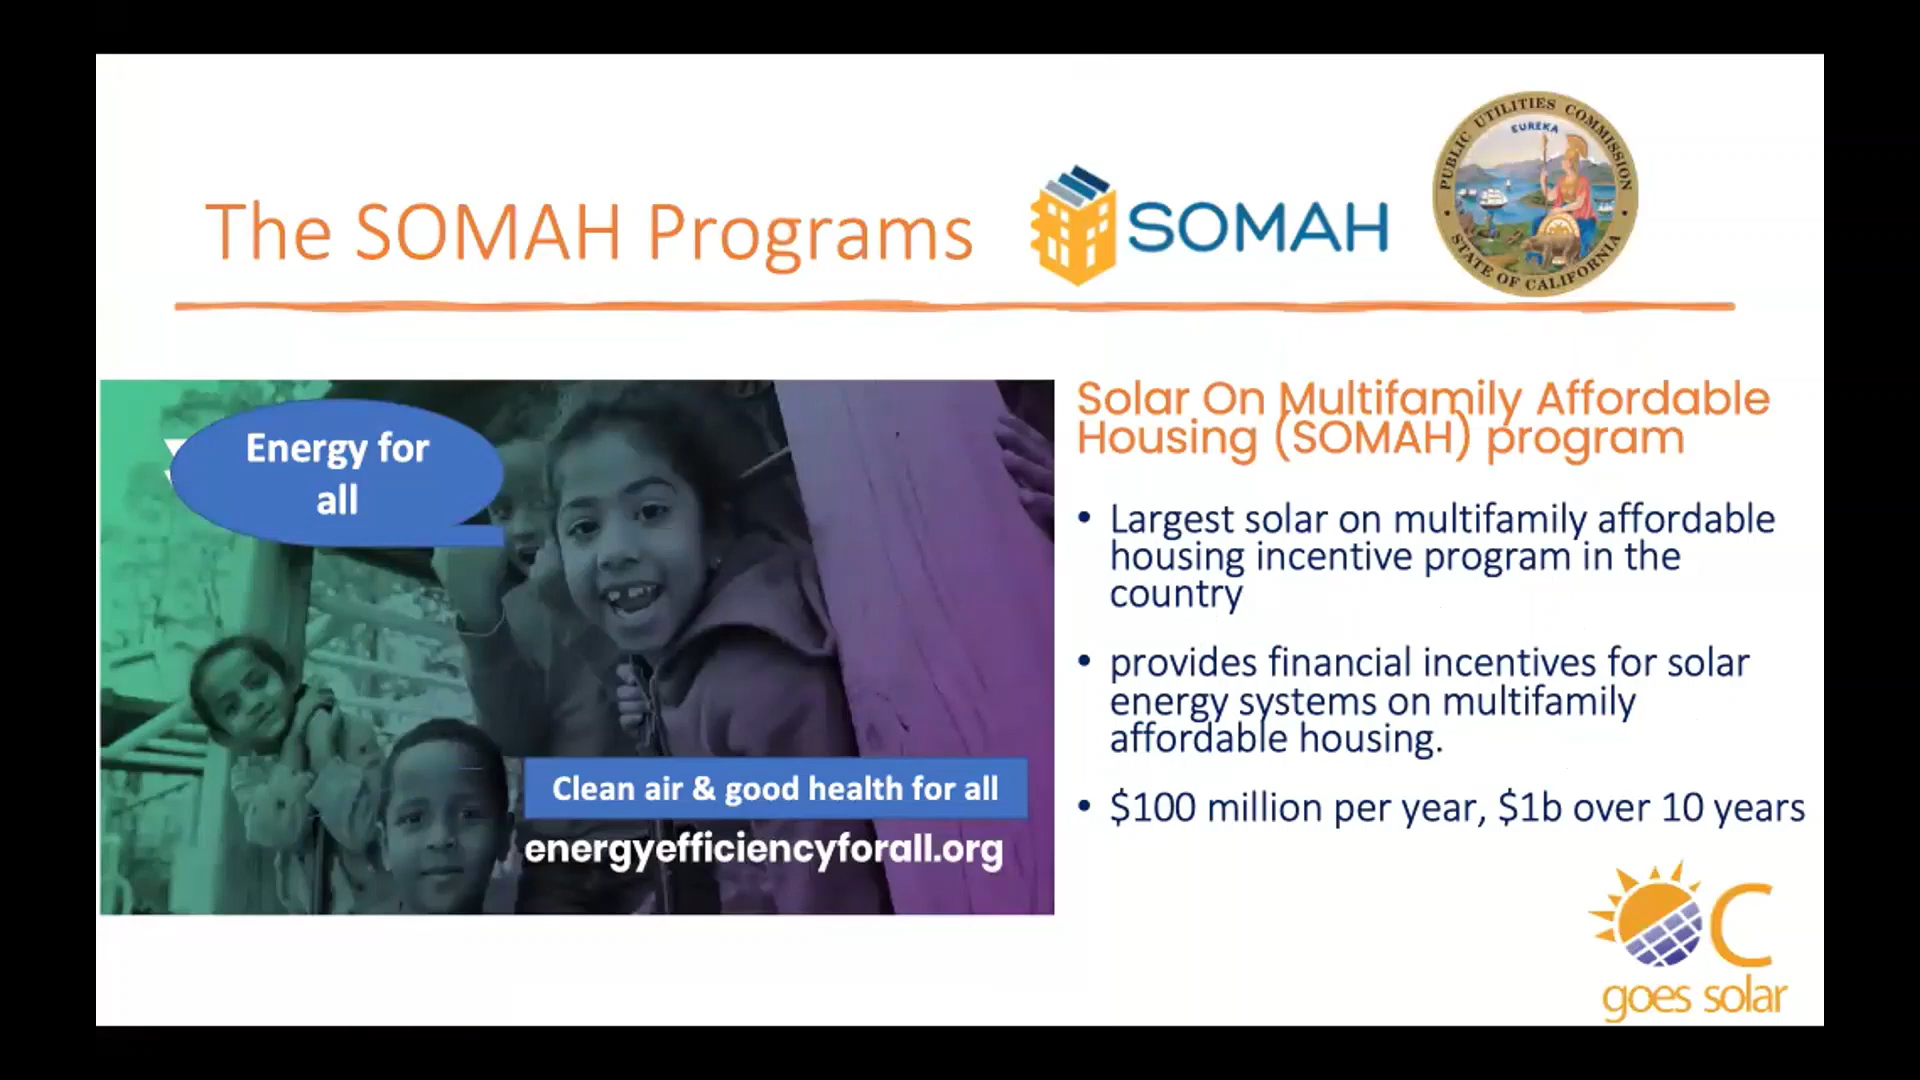 The SOMAH Programs
SOMAH
PUBLIC UTILITIES COMMISSION
EUREKA
STATE OF CALIFORNIA
Energy for
all
Clean air & good health for all
energyefficiencyforall.org
Solar On Multifamily Affordable
Housing (SOMAH) program
• Largest solar on multifamily affordable
housing incentive program in the
country
• provides financial incentives for solar
energy systems on multifamily
affordable housing.
• $100 million per year, $1b over 10 years
OC
goes solar